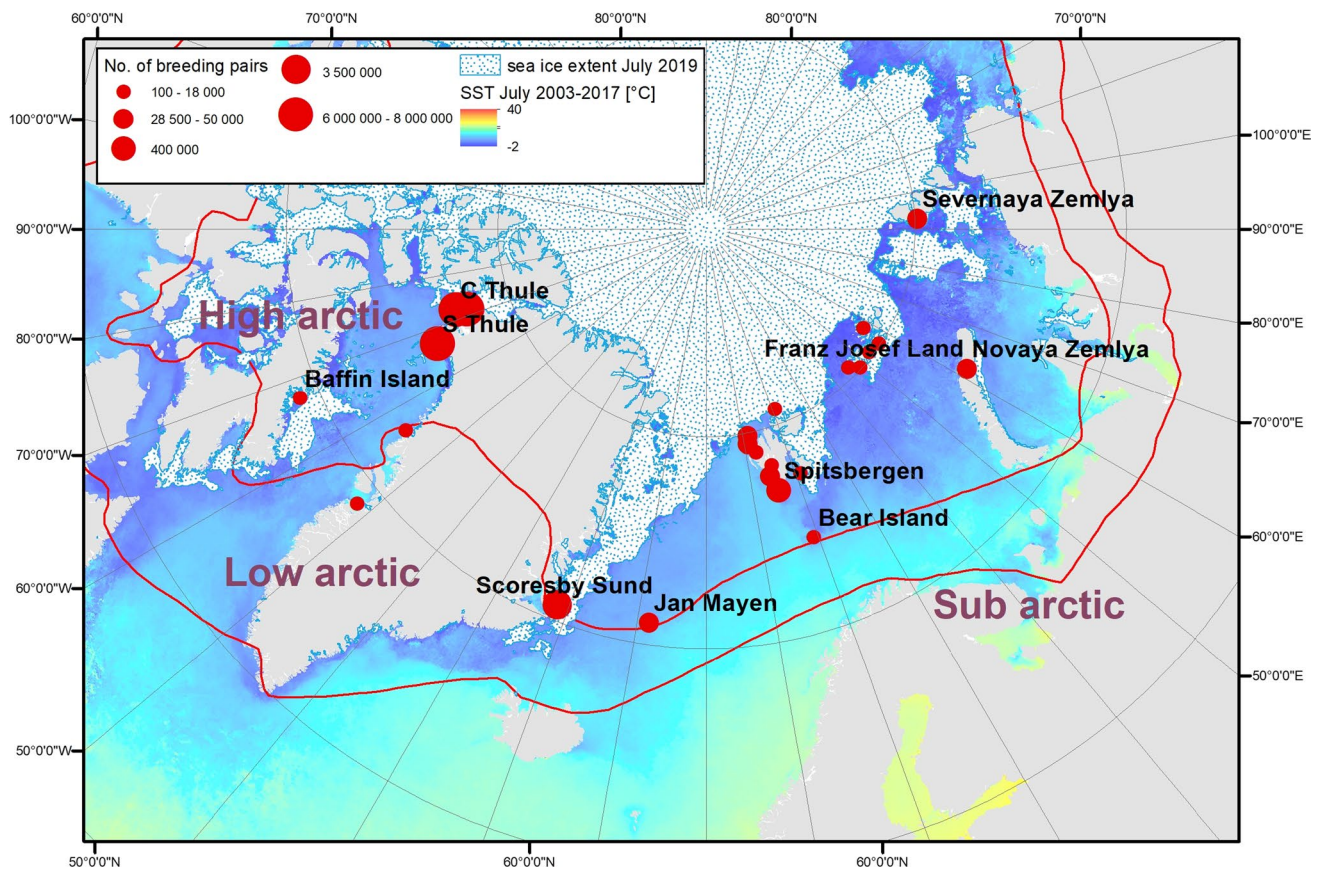 60°0'0"N 70°0'0"N 80°0'0"N 80°0'0"N 70°0'0"N
No. of breeding pairs
100 - 18 000
28 500 - 50 000
400 000
3 500 000
6 000 000 - 8 000 000
sea ice extent July 2019
SST July 2003-2017 [°C]
40
-2
100°0'0"W
90°0'0"W
80°0'0"W
70°0'0"W
60°0'0"W
50°0'0"W
100°0'0"E
90°0'0"E
80°0'0"E
70°0'0"E
60°0'0"E
50°0'0"E
Severnaya Zemlya
C Thule
High arctic
S Thule
Franz Josef Land
Novaya Zemlya
Baffin Island
Spitsbergen
Bear Island
Low arctic
Scoresby Sund
Jan Mayen
Sub arctic
50°0'0"N 60°0'0"N 60°0'0"N